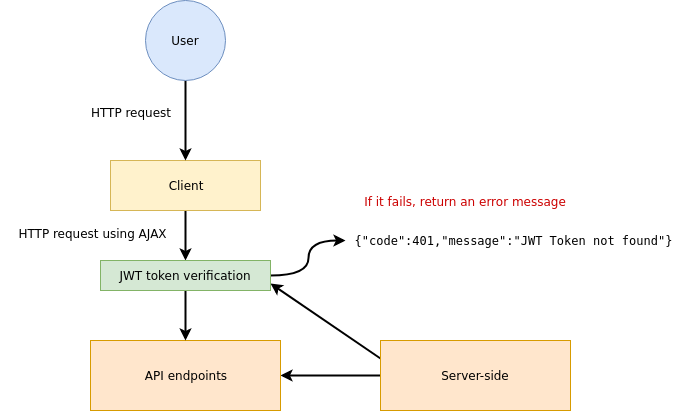 User
HTTP request
Client
If it fails, return an error message
HTTP request using AJAX
{"code":401,"message":"JWT Token not found"}
JWT token verification
API endpoints
Server-side